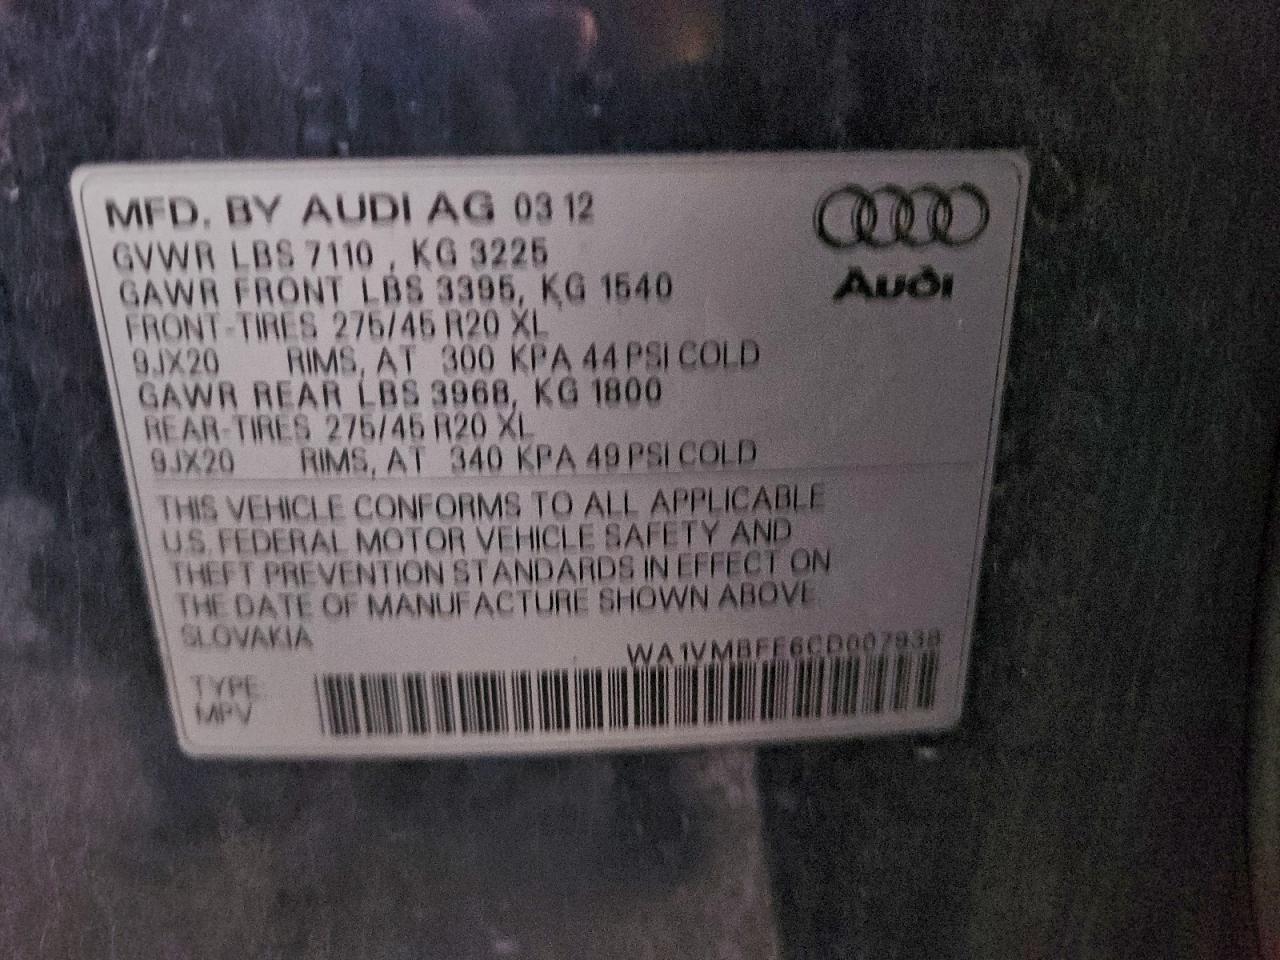 MFD. BY AUDI AG 03 12
GVWR LBS 7110 , KG 3225
GAWR FRONT LBS 3395, KG 1540
FRONT-TIRES 275/45 R20 XL
9JX20 RIMS, AT 300 KPA 44 PSI COLD
GAWR REAR LBS 3968, KG 1800
REAR-TIRES 275/45 R20 XL
9JX20 RIMS, AT 340 KPA 49 PSI COLD
Audi
THIS VEHICLE CONFORMS TO ALL APPLICABLE
U.S. FEDERAL MOTOR VEHICLE SAFETY AND
THEFT PREVENTION STANDARDS IN EFFECT ON
THE DATE OF MANUFACTURE SHOWN ABOVE
SLOVAKIA
WA1VMBFE6CD007938
TYPE
MPV